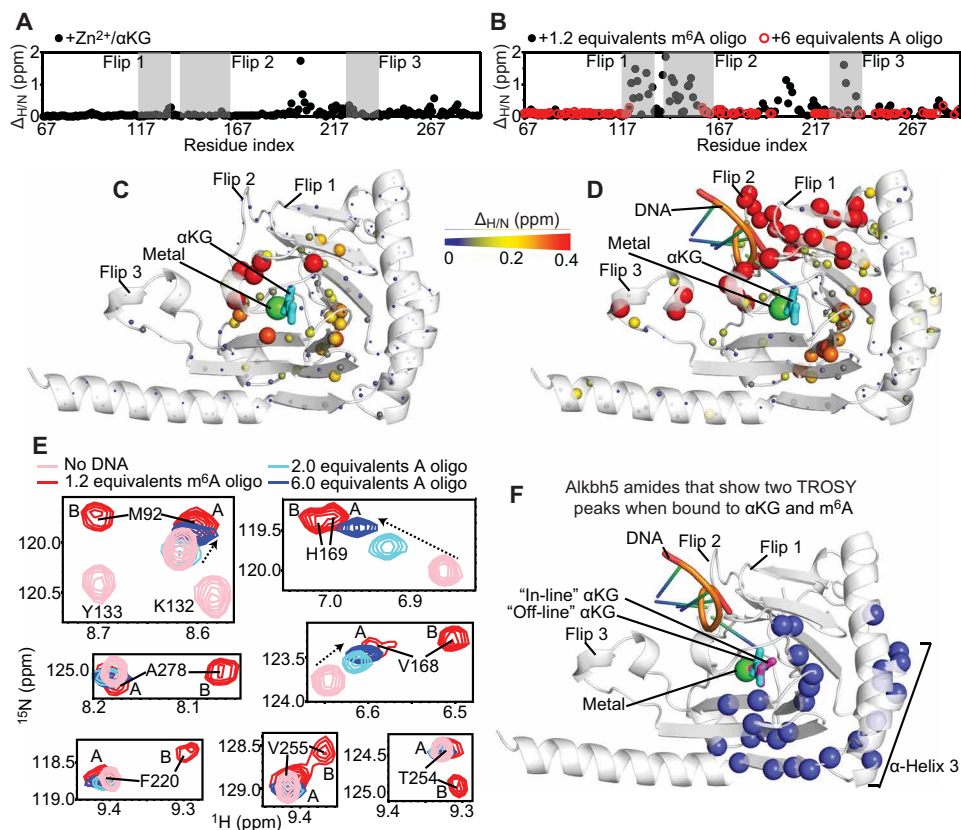 A
+Zn²⁺/αKG
Δ_H/N (ppm)
2
1
0
Flip 1
Flip 2
Flip 3
67
117
167
217
267
Residue index
B
+1.2 equivalents m⁶A oligo
+6 equivalents A oligo
Δ_H/N (ppm)
2
1
0
Flip 1
Flip 2
Flip 3
67
117
167
217
267
Residue index
C
Flip 2
Flip 1
αKG
Metal
Flip 3
Δ_H/N (ppm)
0
0.2
0.4
D
Flip 2
Flip 1
DNA
Metal
αKG
Flip 3
E
No DNA
1.2 equivalents m⁶A oligo
2.0 equivalents A oligo
6.0 equivalents A oligo
B
M92
A
120.0
120.5
Y133
K132
8.7
8.6
B
A
119.5
H169
120.0
7.0
6.9
A
B
123.5
V168
124.0
6.6
6.5
125.0
A278
A
B
8.2
8.1
A
B
118.5
F220
119.0
9.4
9.3
V255
128.5
B
129.0
A
9.4
A
124.5
T254
125.0
B
9.4
9.3
¹⁵N (ppm)
¹H (ppm)
F
Alkbh5 amides that show two TROSY
peaks when bound to αKG and m⁶A
DNA
Flip 2
Flip 1
“In-line” αKG
“Off-line” αKG
Flip 3
Metal
α-Helix 3